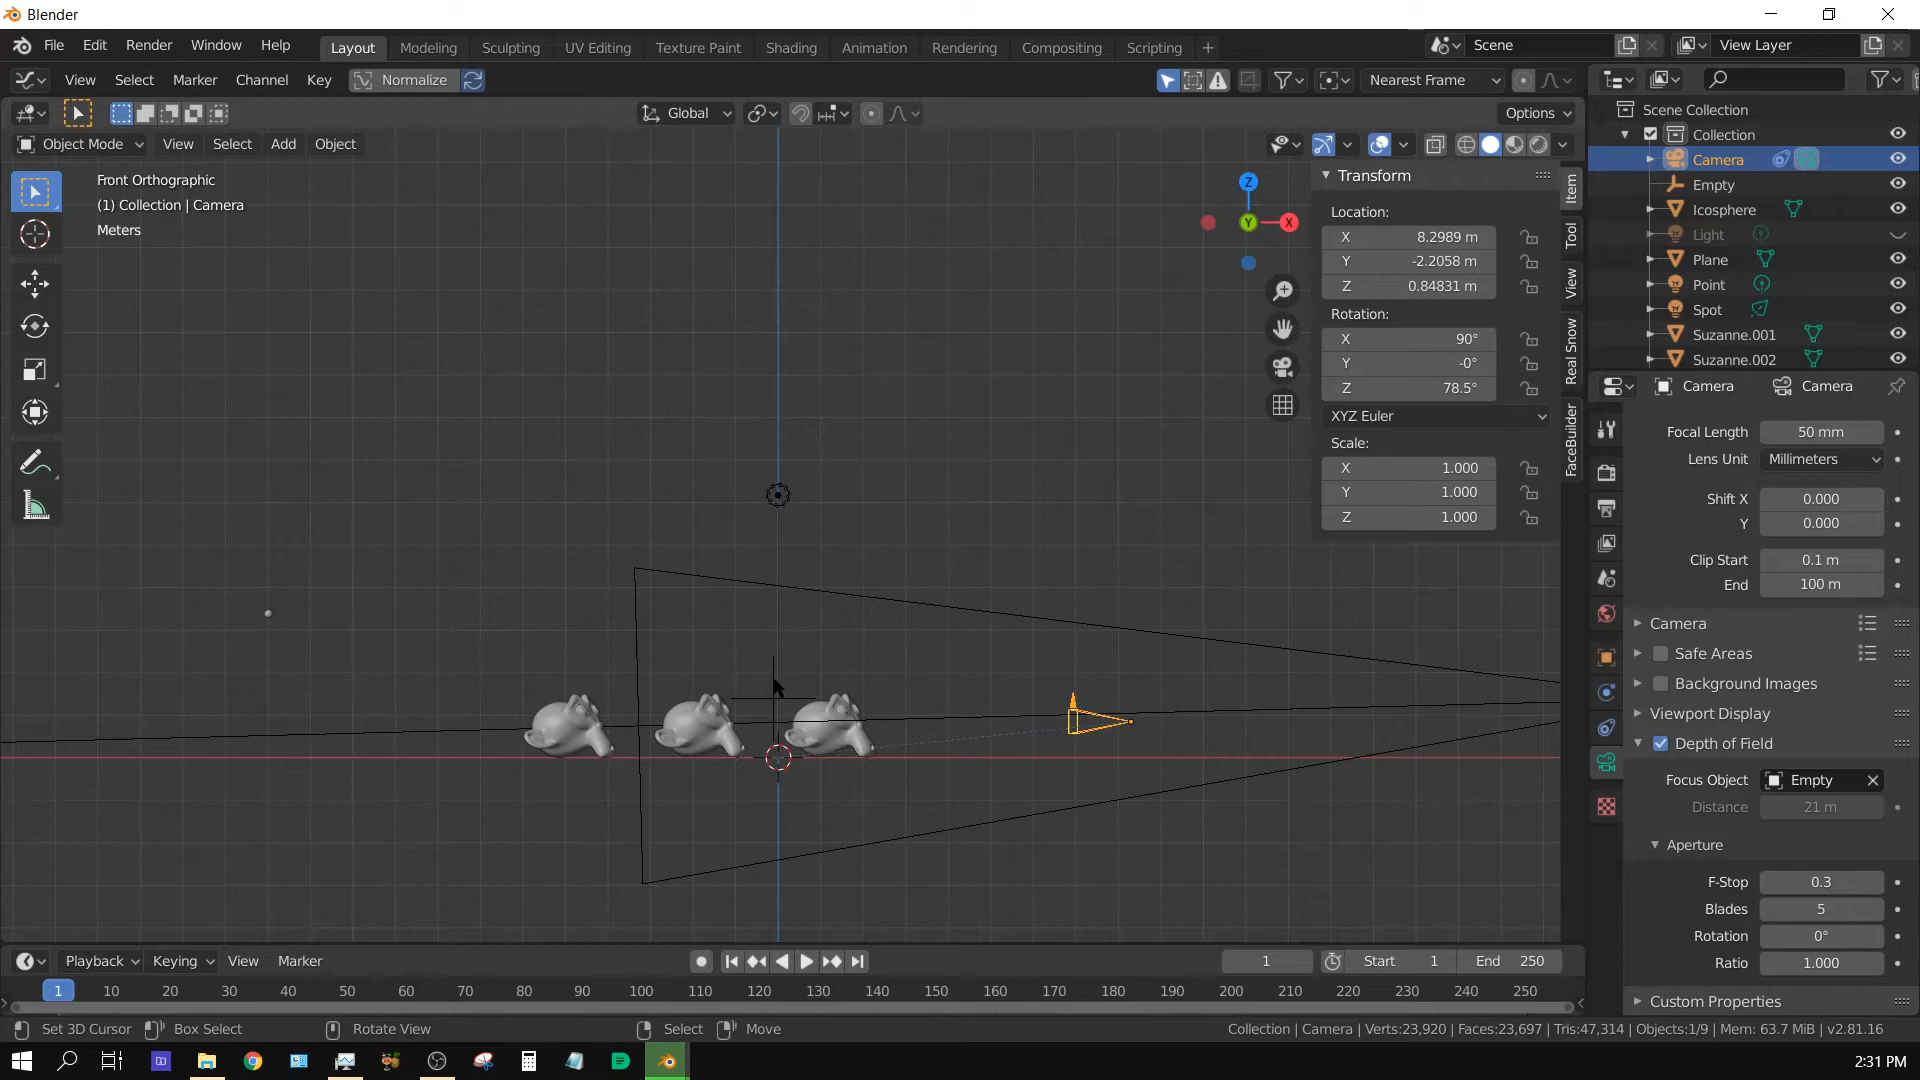 Blender
File Edit Render Window Help Layout Modeling Sculpting UV Editing Texture Paint Shading Animation Rendering Compositing Scripting + Scene View Layer
View Select Marker Channel Key Normalize Nearest Frame
Global Options
Object Mode View Select Add Object
Front Orthographic
(1) Collection | Camera
Meters
Z
Y
X
Transform
Location:
X 8.2989 m
Y -2.2058 m
Z 0.84831 m
Rotation:
X 90°
Y -0°
Z 78.5°
XYZ Euler
Scale:
X 1.000
Y 1.000
Z 1.000
Item
Tool
View
Real Snow
FaceBuilder
Scene Collection
Collection
Camera
Empty
Icosphere
Light
Plane
Point
Spot
Suzanne.001
Suzanne.002
Camera Camera
Focal Length 50 mm
Lens Unit Millimeters
Shift X 0.000
Y 0.000
Clip Start 0.1 m
End 100 m
Camera
Safe Areas
Background Images
Viewport Display
Depth of Field
Focus Object Empty
Distance 21 m
Aperture
F-Stop 0.3
Blades 5
Rotation 0°
Ratio 1.000
Custom Properties
Playback Keying View Marker 1 Start 1 End 250
1 10 20 30 40 50 60 70 80 90 100 110 120 130 140 150 160 170 180 190 200 210 220 230 240 250
Set 3D Cursor Box Select Rotate View Select Move Collection | Camera | Verts:23,920 | Faces:23,697 | Tris:47,314 | Objects:1/9 | Mem: 63.7 MiB | v2.81.16
2:31 PM